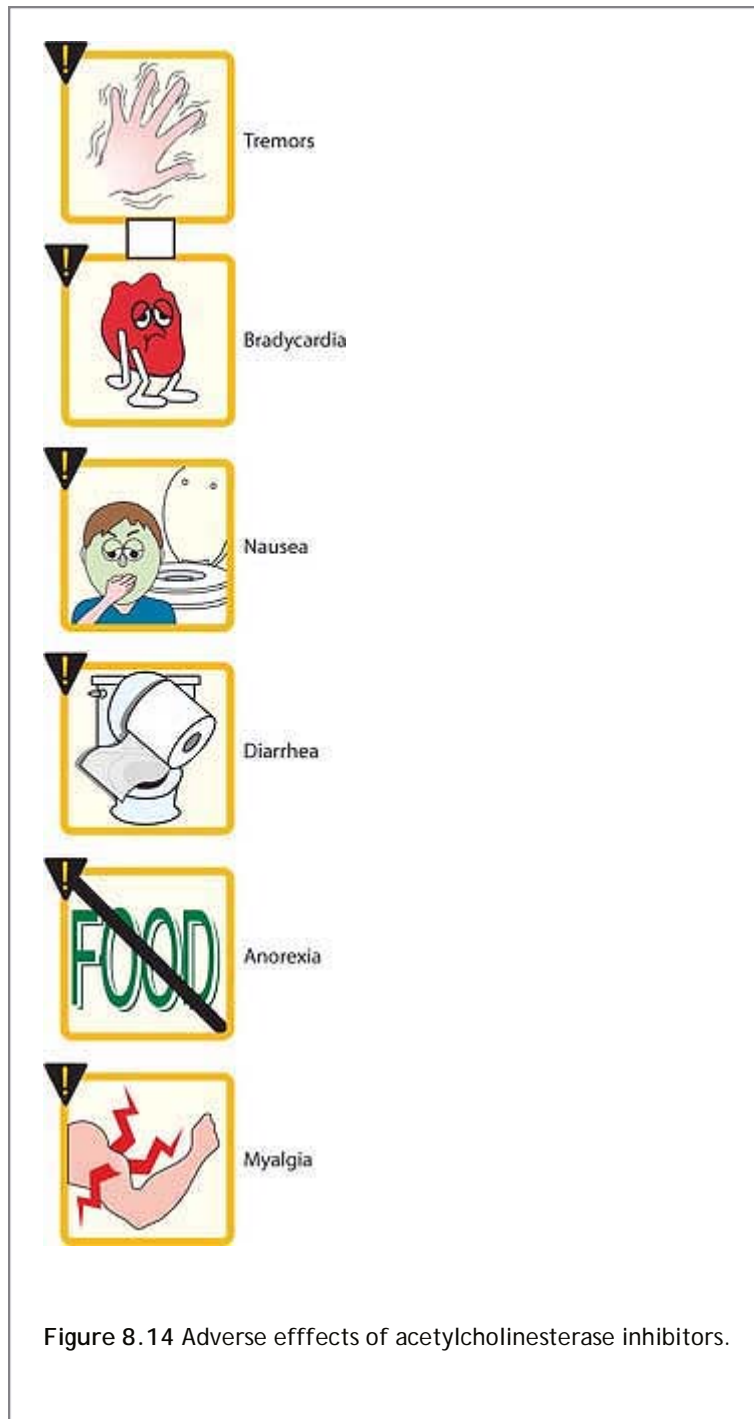 !
Tremors
!
Bradycardia
!
Nausea
!
Diarrhea
!
FOOD
Anorexia
!
Myalgia
Figure 8.14 Adverse efffects of acetylcholinesterase inhibitors.